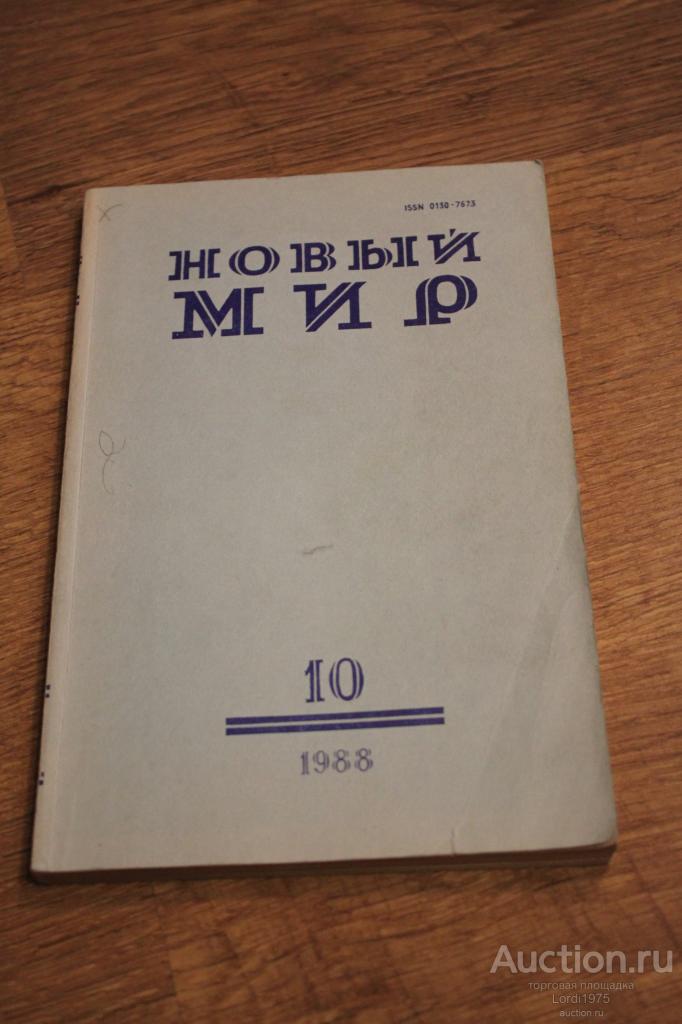 ISSN 0130-7673
НОВЫЙ
МИР
10
1988
Auction.ru
торговая площадка
Lordi1975
auction.ru